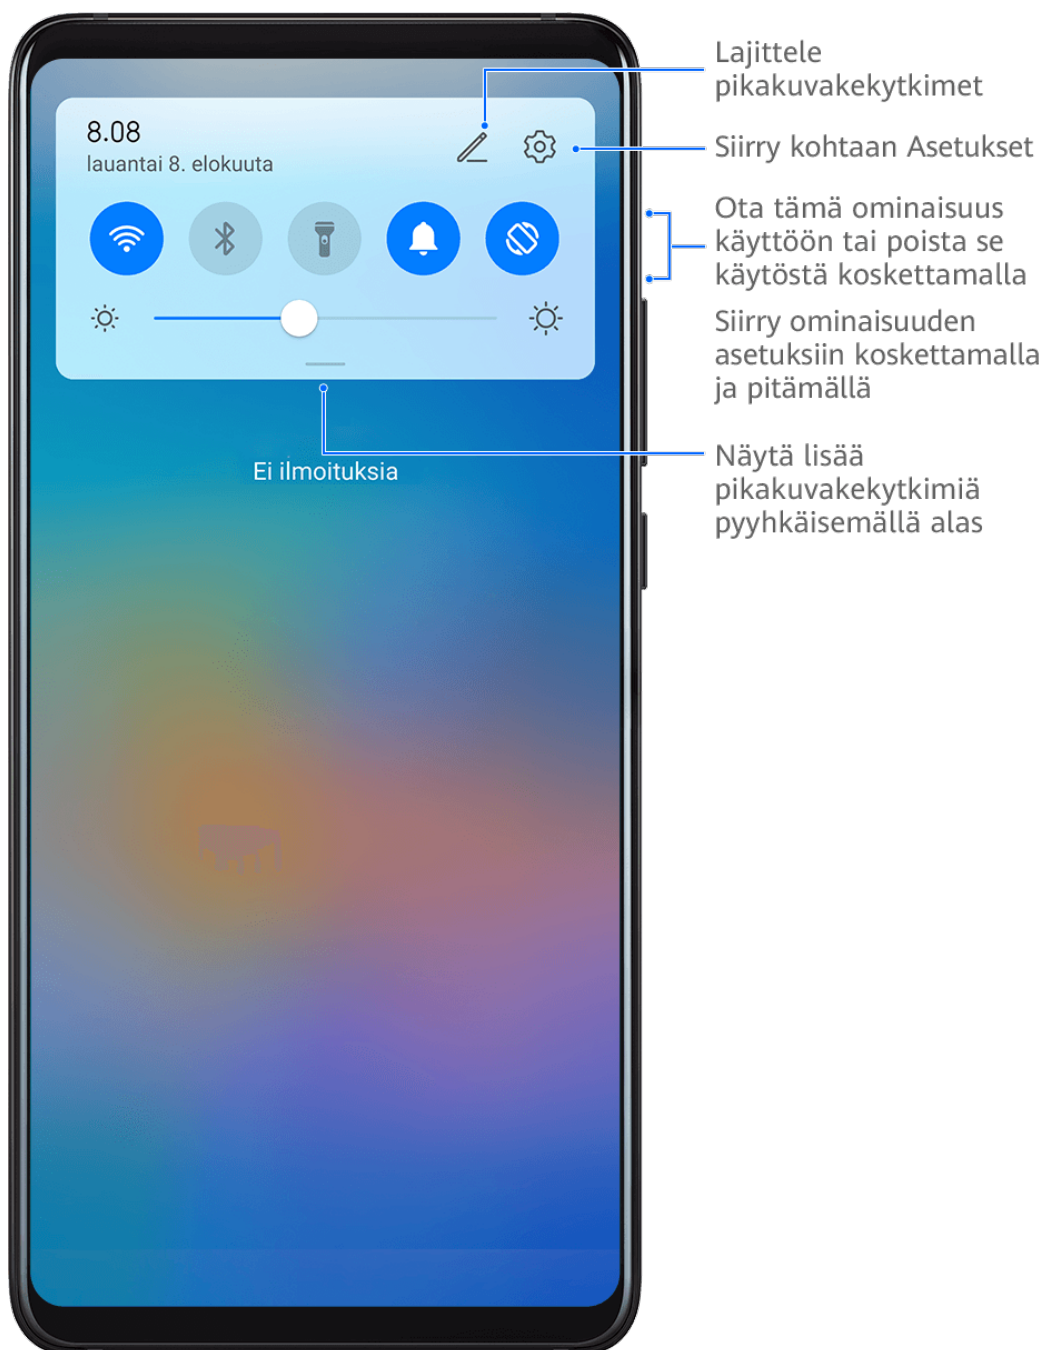 8.08
lauantai 8. elokuuta
Ei ilmoituksia
Lajittele
pikakuvakekytkimet
Siirry kohtaan Asetukset
Ota tämä ominaisuus
käyttöön tai poista se
käytöstä koskettamalla
Siirry ominaisuuden
asetuksiin koskettamalla
ja pitämällä
Näytä lisää
pikakuvakekytkimiä
pyyhkäisemällä alas